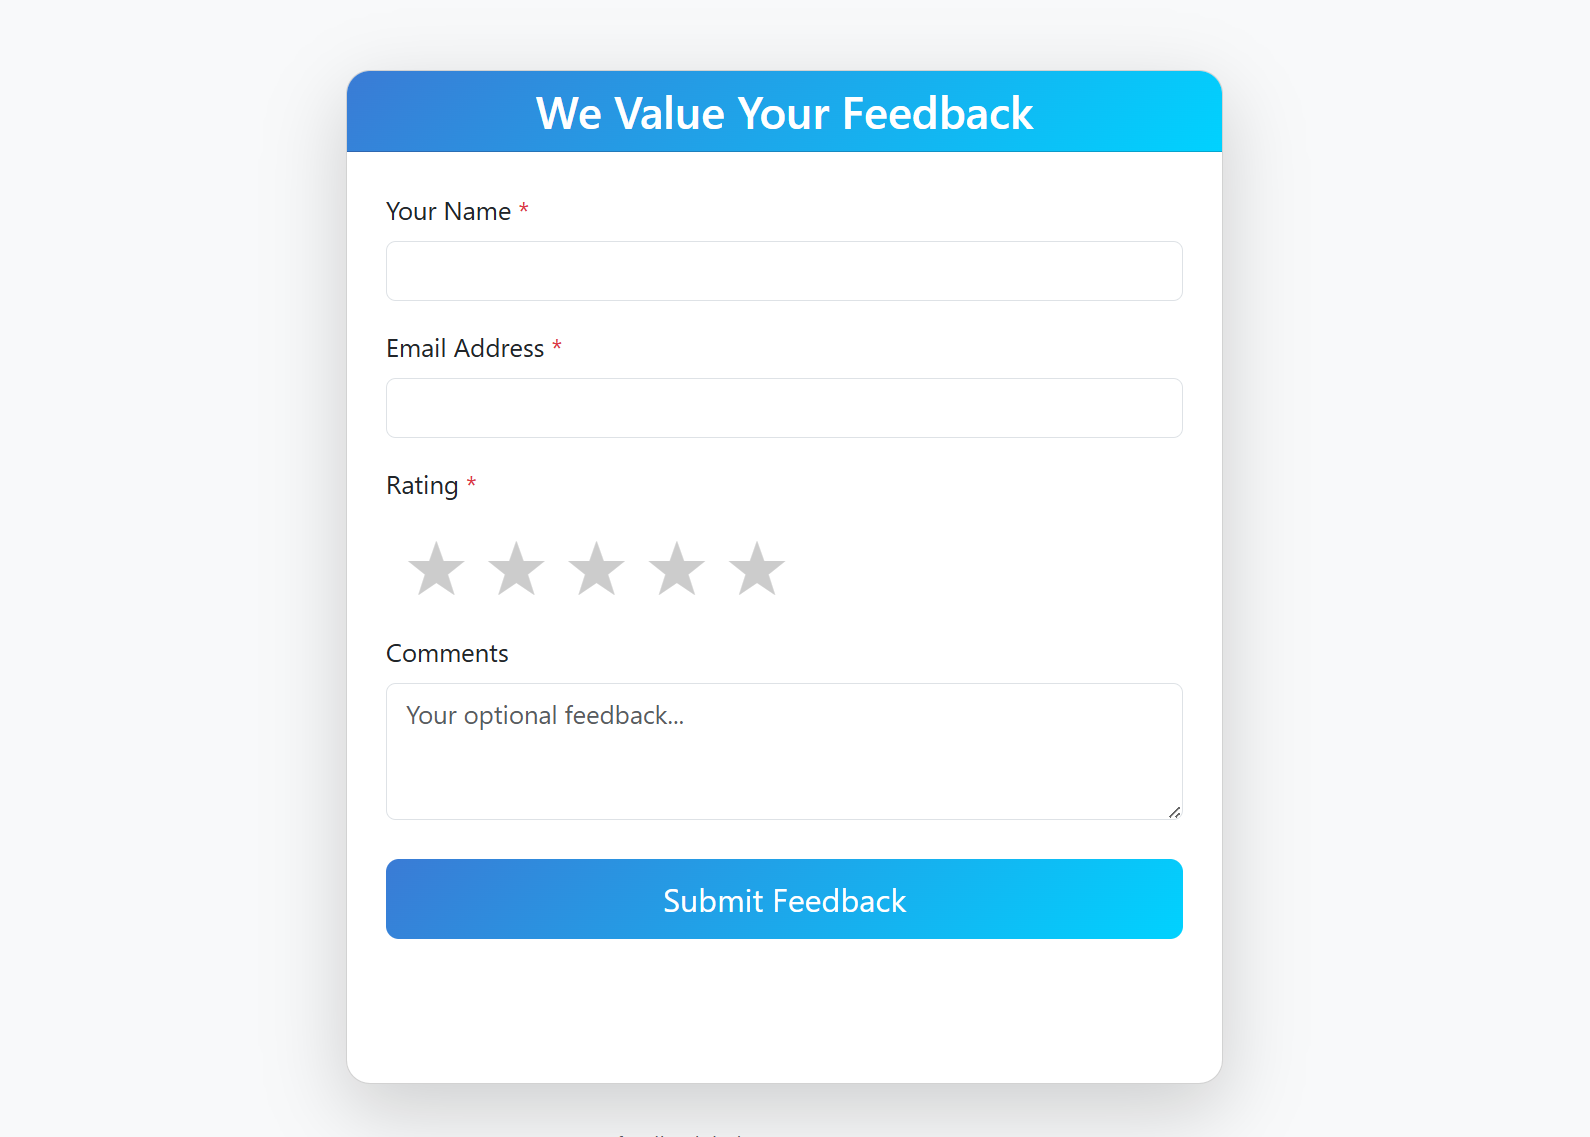 We Value Your Feedback
Your Name *
Email Address *
Rating *
Comments
Your optional feedback...
Submit Feedback